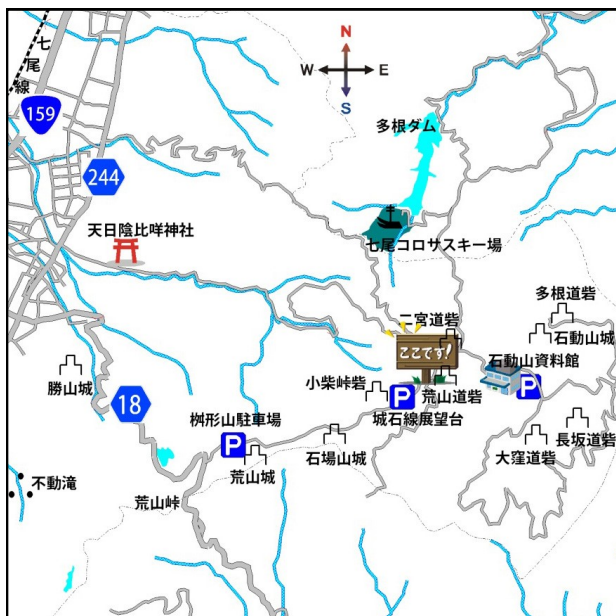 七尾線
N
W
E
S
159
多根ダム
244
天日陰比咩神社
七尾コロサスキー場
多根道砦
二宮道砦
石動山城
ここです!
石動山資料館
勝山城
小柴峠砦
荒山道砦
18
P
P
城石線展望台
桝形山駐車場
P
長坂道砦
石場山城
大窪道砦
荒山城
不動滝
荒山峠